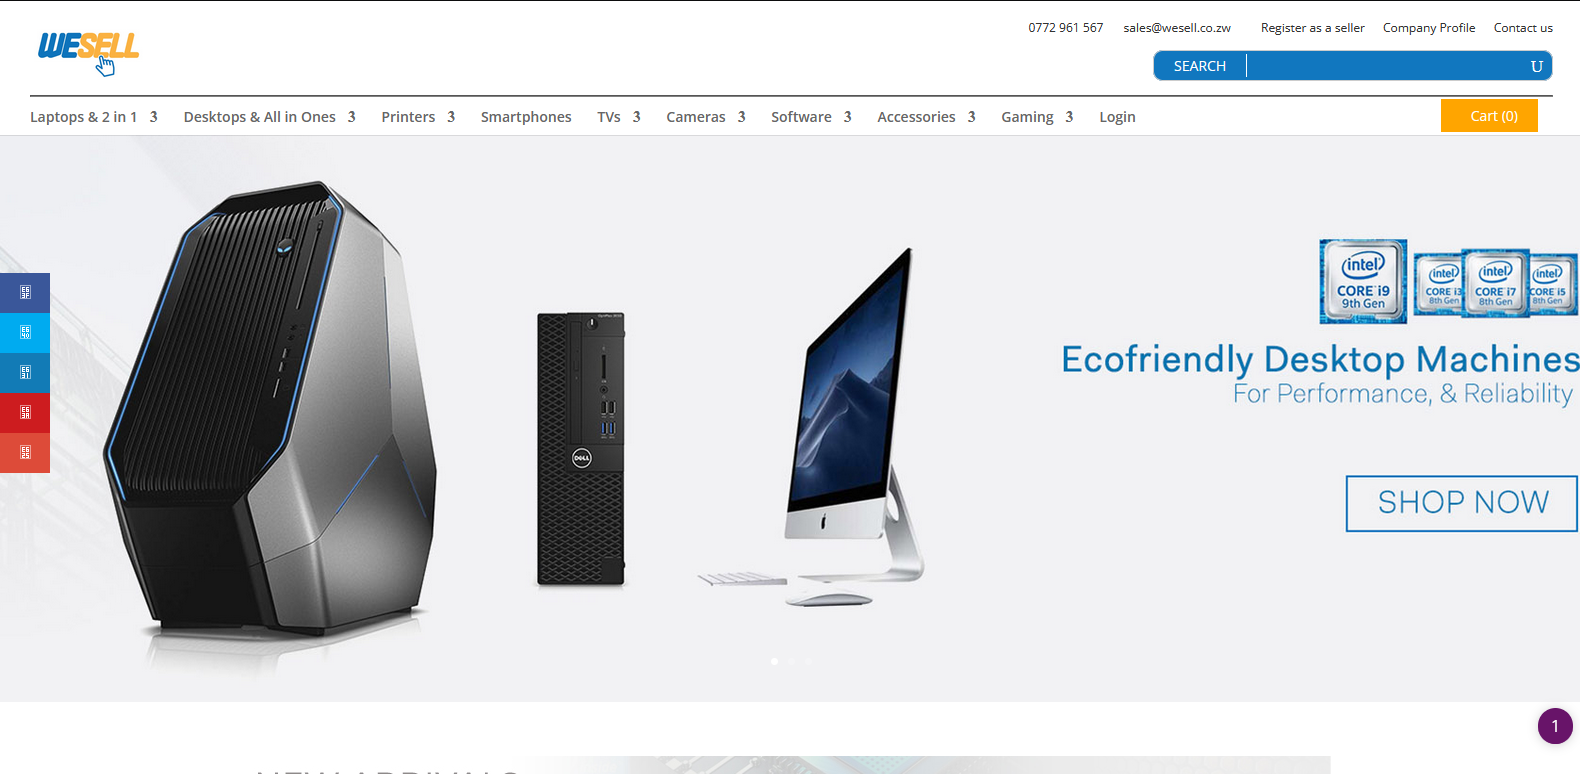 WESELL
0772 961 567 sales@wesell.co.zw Register as a seller Company Profile Contact us
SEARCH U
Laptops & 2 in 1 3 Desktops & All in Ones 3 Printers 3 Smartphones TVs 3 Cameras 3 Software 3 Accessories 3 Gaming 3 Login Cart (0)
intel CORE i9 9th Gen
intel CORE i3 8th Gen
intel CORE i7 8th Gen
intel CORE i5 8th Gen
Ecofriendly Desktop Machines
For Performance, & Reliability
DELL
SHOP NOW
1
NEW ARRIVALS